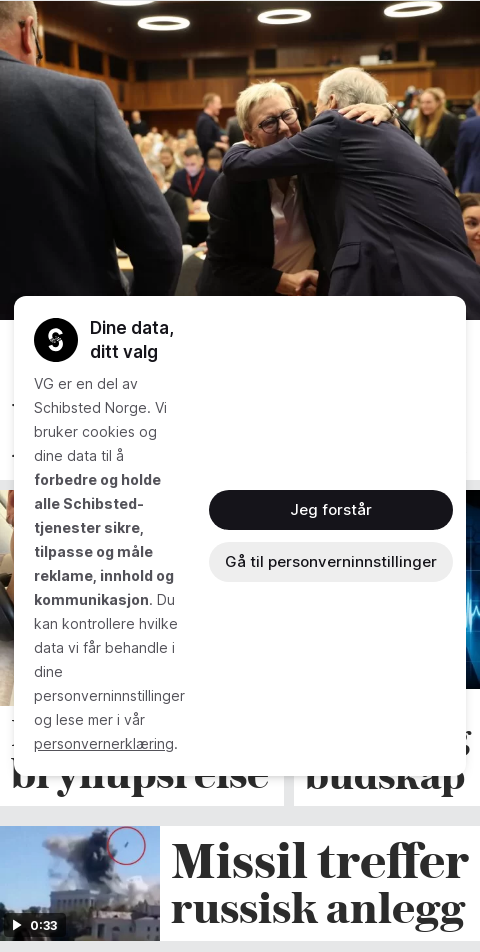 Dine data,
ditt valg
VG er en del av
Schibsted Norge. Vi
bruker cookies og
dine data til å
forbedre og holde
alle Schibsted-
tjenester sikre,
tilpasse og måle
reklame, innhold og
kommunikasjon. Du
kan kontrollere hvilke
data vi får behandle i
dine
personverninnstillinger
og lese mer i vår
personvernerklæring.
Jeg forstår
Gå til personverninnstillinger
bryllupsreise
budskap
0:33
Missil treffer
russisk anlegg